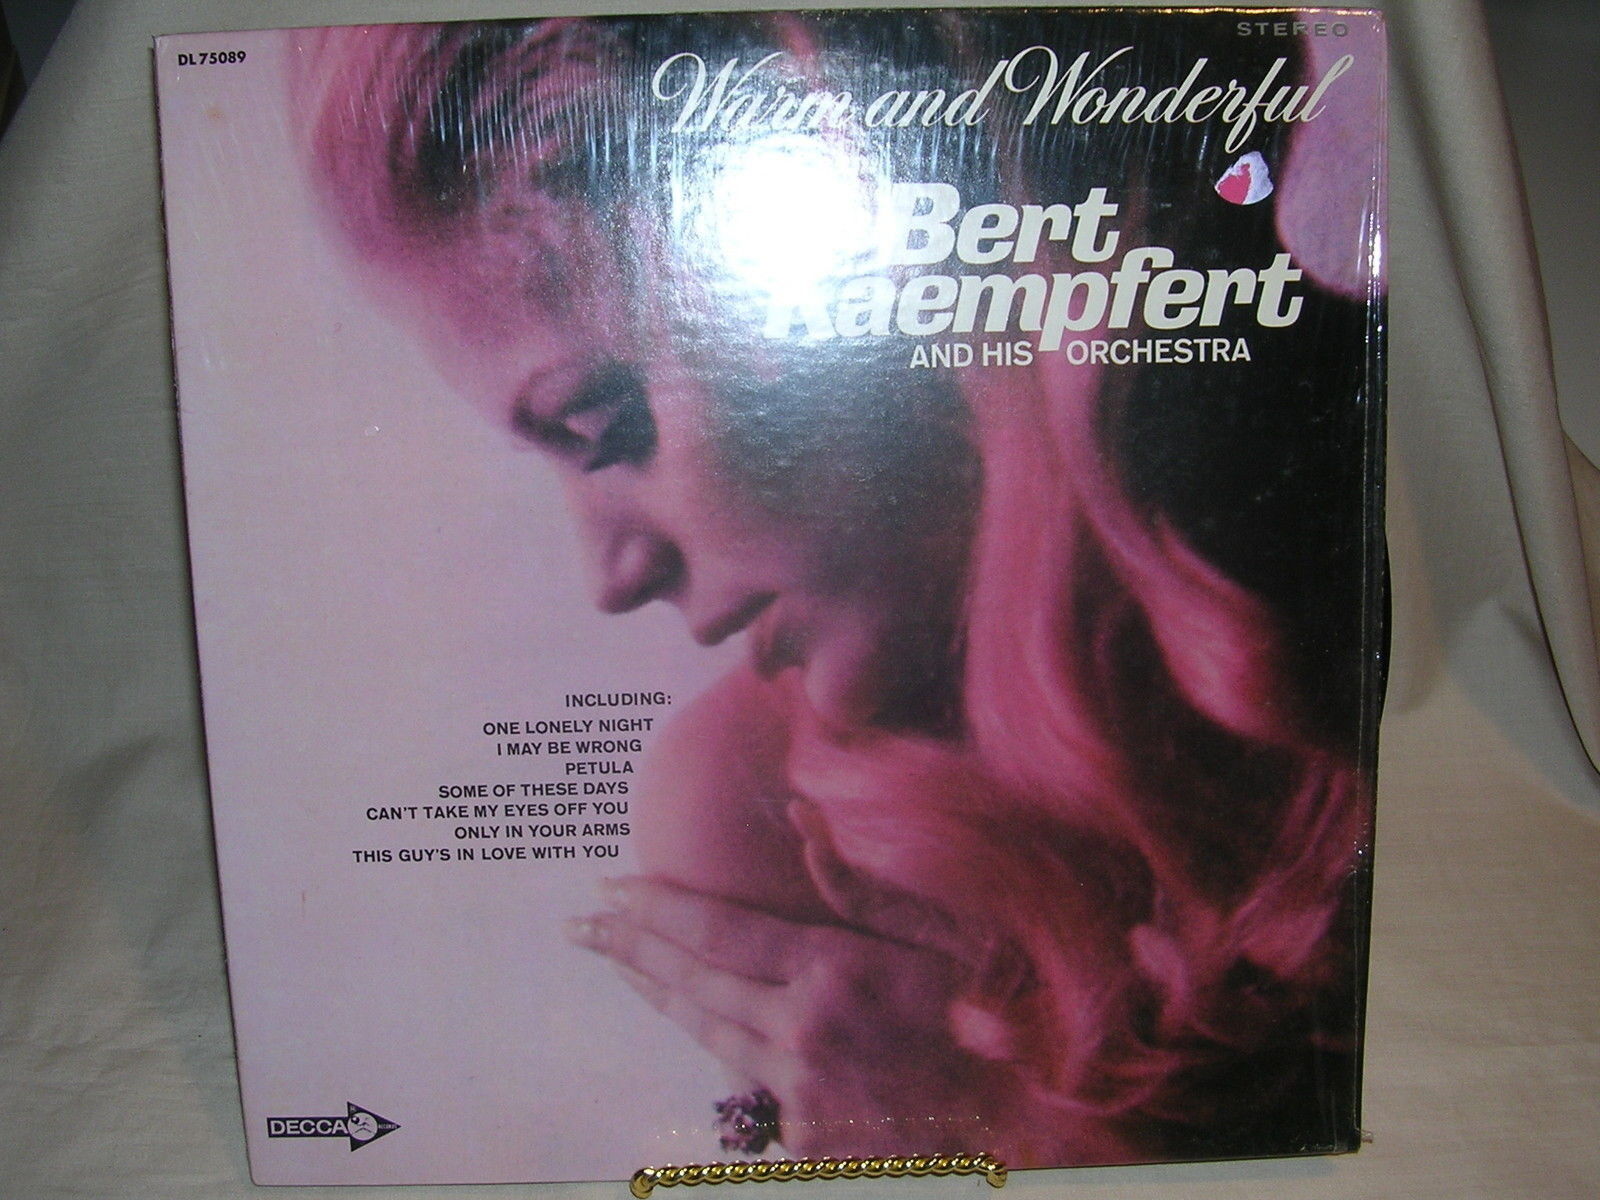 DL 75089
STEREO
Warm and Wonderful
Bert
Kaempfert
AND HIS ORCHESTRA
INCLUDING:
ONE LONELY NIGHT
I MAY BE WRONG
PETULA
SOME OF THESE DAYS
CAN'T TAKE MY EYES OFF YOU
ONLY IN YOUR ARMS
THIS GUY'S IN LOVE WITH YOU
DECCA RECORDS